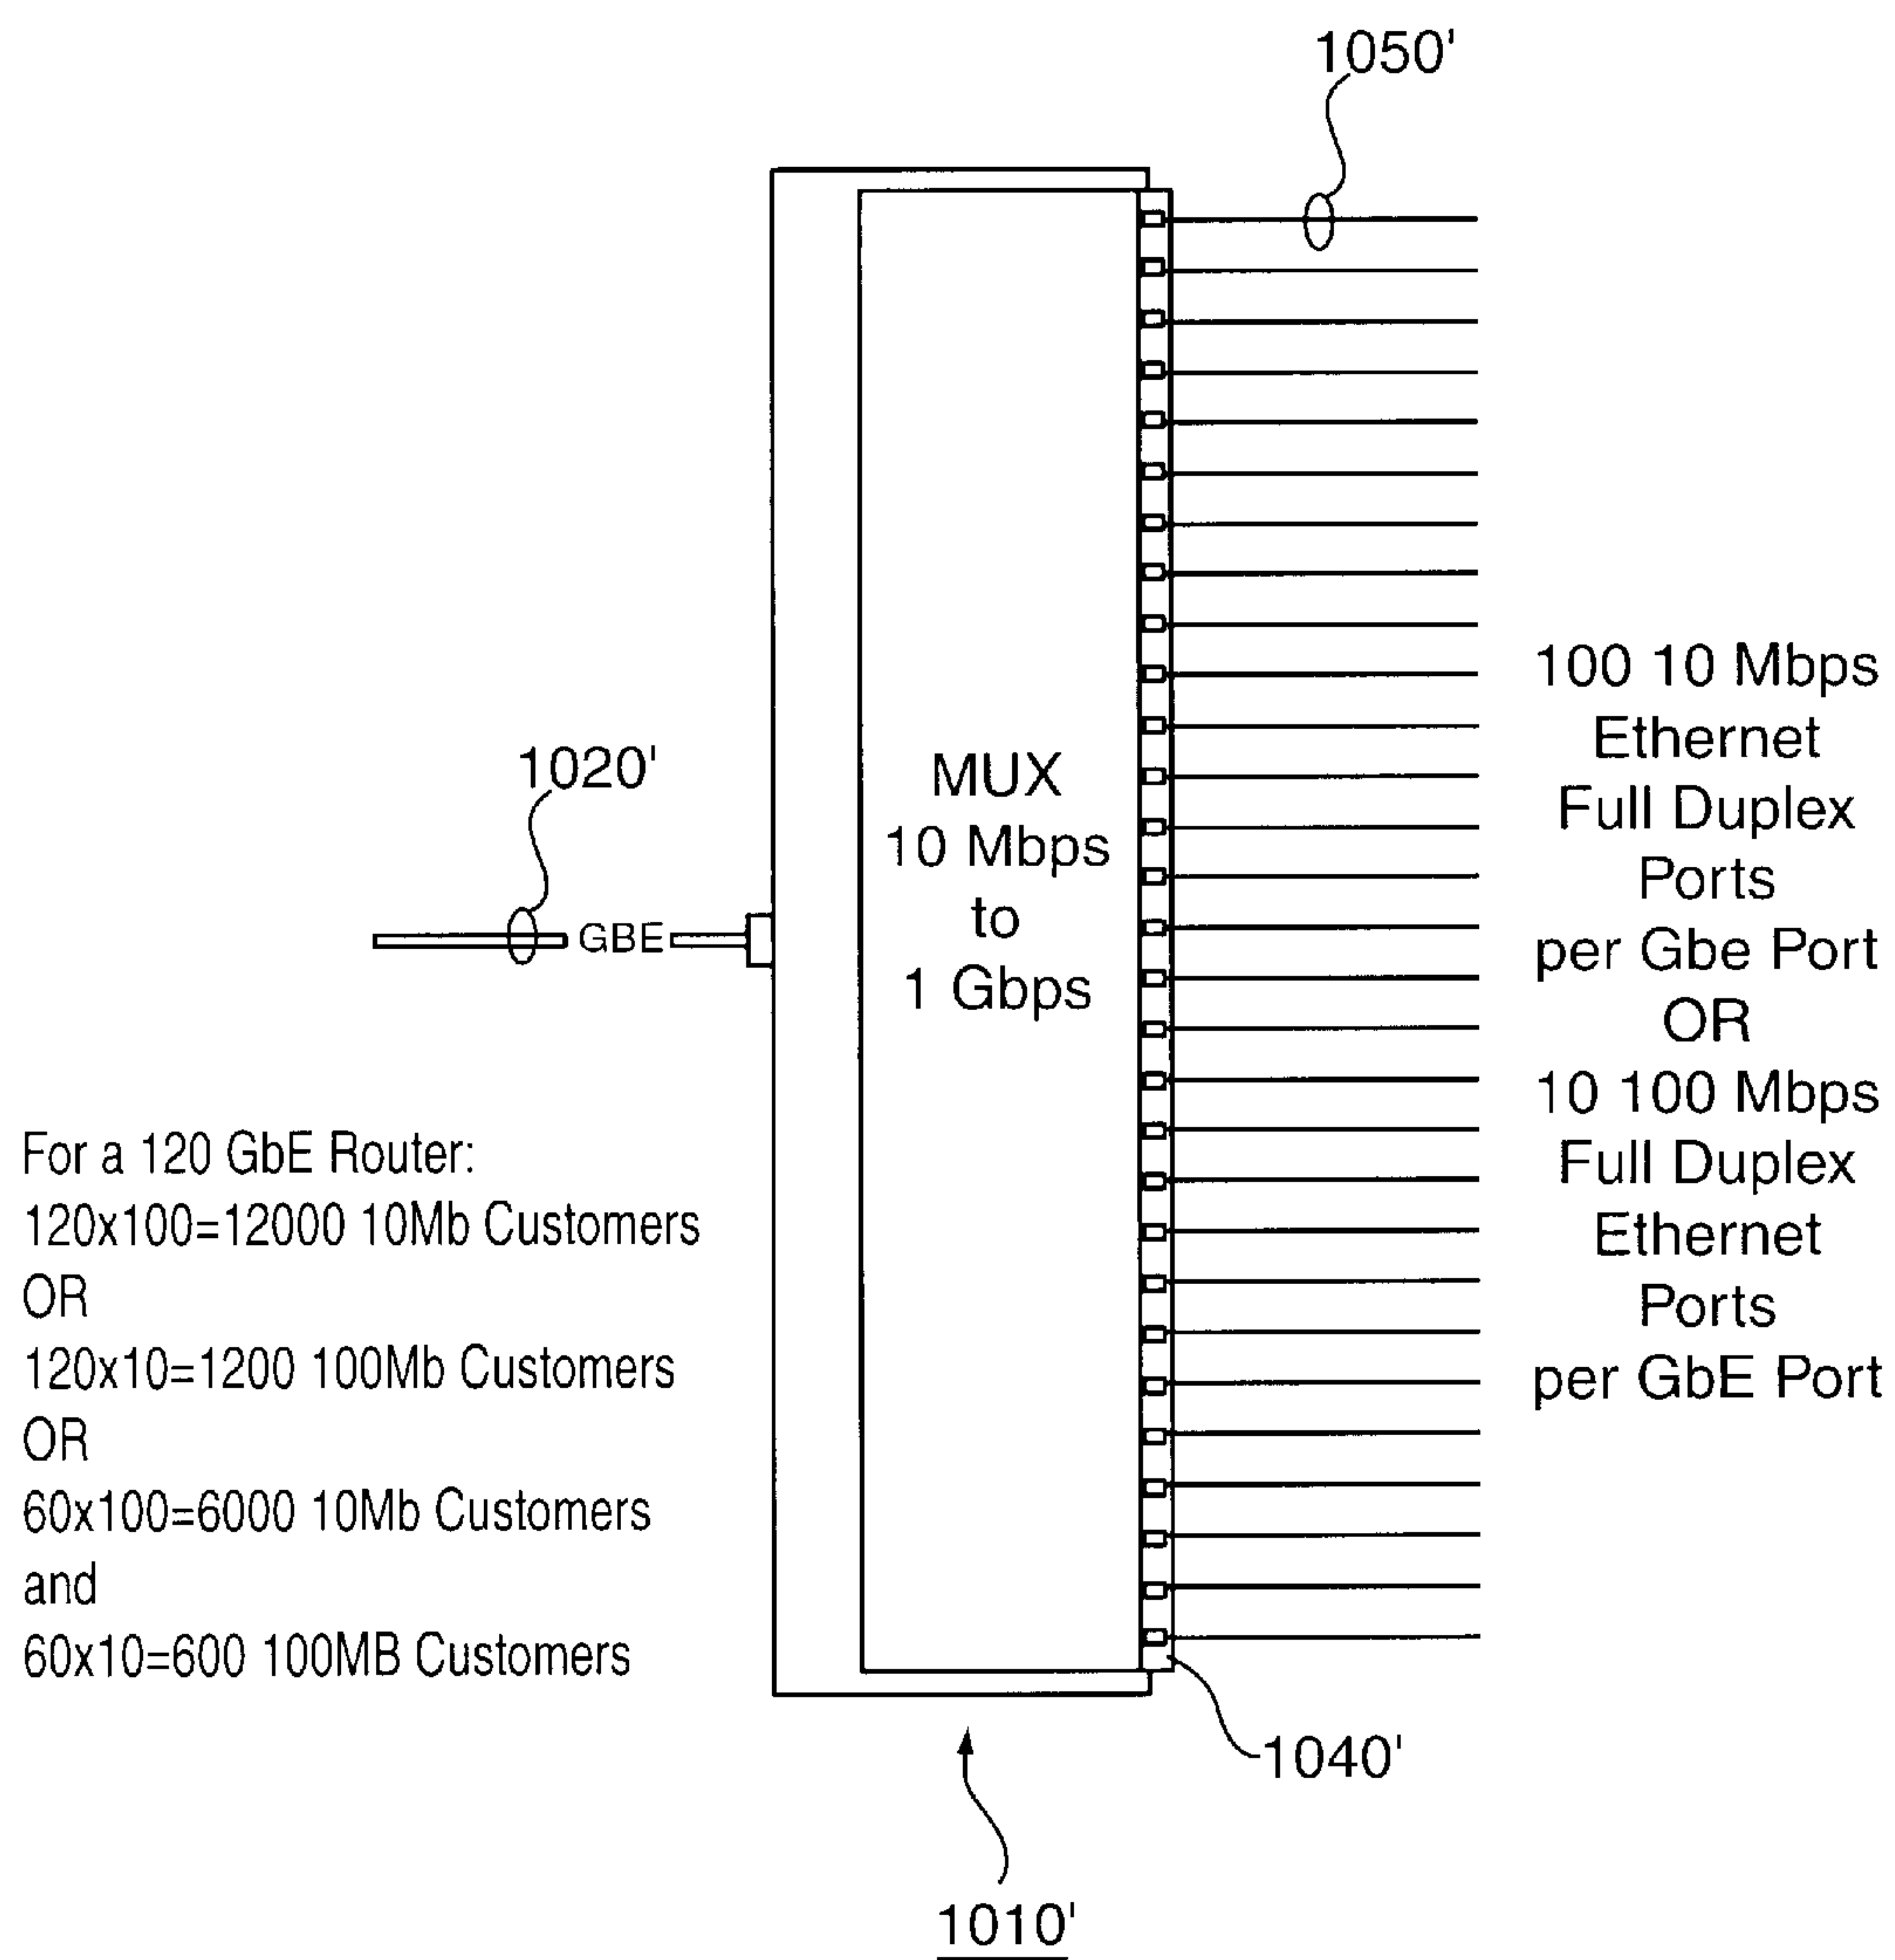 1050'
1020'
GBE
MUX
10 Mbps
to
1 Gbps
100 10 Mbps
Ethernet
Full Duplex
Ports
per Gbe Port
OR
10 100 Mbps
Full Duplex
Ethernet
Ports
per GbE Port
For a 120 GbE Router:
120x100=12000 10Mb Customers
OR
120x10=1200 100Mb Customers
OR
60x100=6000 10Mb Customers
and
60x10=600 100MB Customers
1040'
1010'